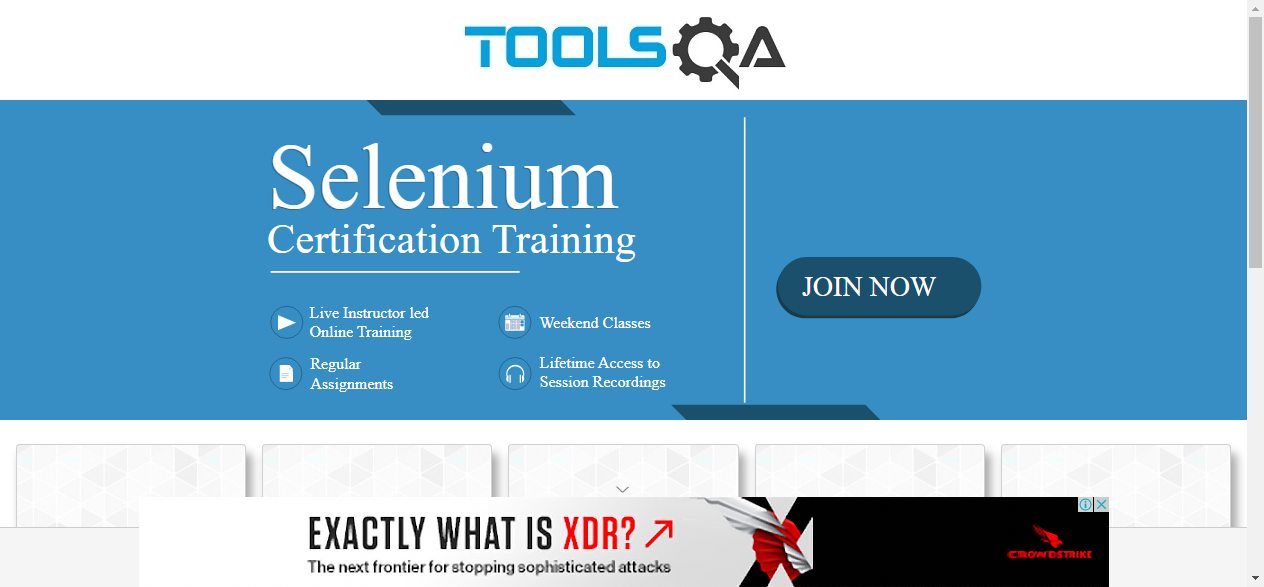 TOOLSQA
Selenium
Certification Training
JOIN NOW
Live Instructor led
Online Training
Weekend Classes
Regular
Assignments
Lifetime Access to
Session Recordings
EXACTLY WHAT IS XDR?
The next frontier for stopping sophisticated attacks
CROWDSTRIKE